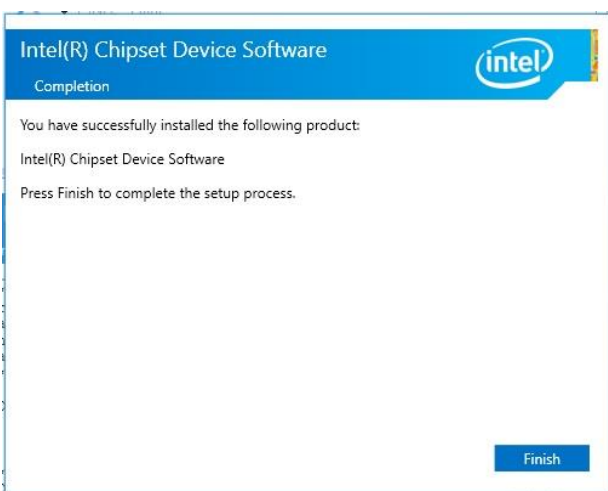 Intel(R) Chipset Device Software
intel
Completion
You have successfully installed the following product:
Intel(R) Chipset Device Software
Press Finish to complete the setup process.
Finish